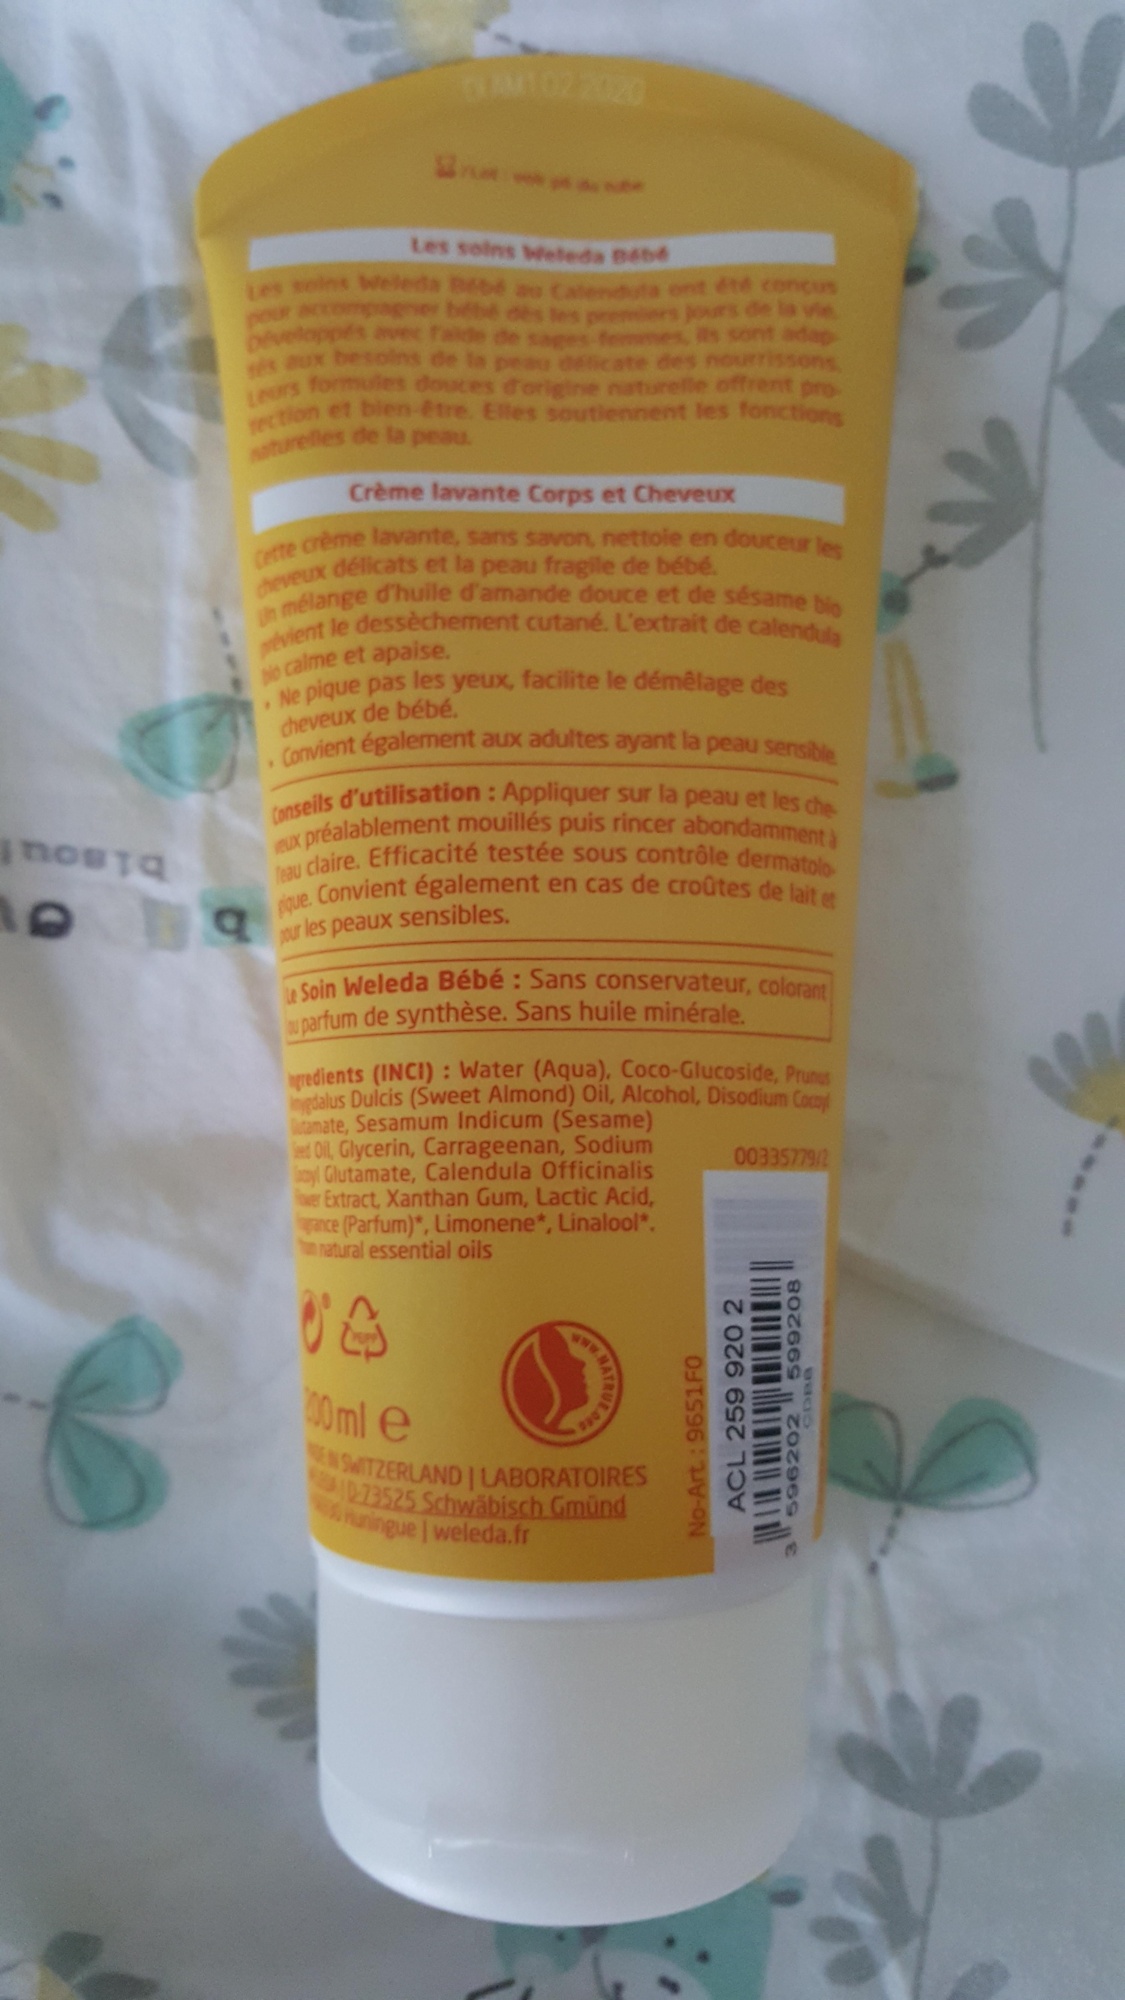 02 2020
Les soins Weleda Bébé
Les soins Weleda Bébé au Calendula ont été conçus
pour accompagner bébé dès les premiers jours de la vie.
Développés avec l'aide de sages-femmes, ils sont adap-
tés aux besoins de la peau délicate des nourrissons.
Leurs formules douces d'origine naturelle offrent pro-
tection et bien-être. Elles soutiennent les fonctions
naturelles de la peau.
Crème lavante Corps et Cheveux
Cette crème lavante, sans savon, nettoie en douceur les
cheveux délicats et la peau fragile de bébé.
Un mélange d'huile d'amande douce et de sésame bio
prévient le dessèchement cutané. L'extrait de calendula
bio calme et apaise.
• Ne pique pas les yeux, facilite le démêlage des
cheveux de bébé.
• Convient également aux adultes ayant la peau sensible.
Conseils d'utilisation : Appliquer sur la peau et les che-
veux préalablement mouillés puis rincer abondamment à
l'eau claire. Efficacité testée sous contrôle dermatolo-
gique. Convient également en cas de croûtes de lait et
pour les peaux sensibles.
Le Soin Weleda Bébé : Sans conservateur, colorant
ou parfum de synthèse. Sans huile minérale.
Ingredients (INCI) : Water (Aqua), Coco-Glucoside, Prunus
Amygdalus Dulcis (Sweet Almond) Oil, Alcohol, Disodium Cocoyl
Glutamate, Sesamum Indicum (Sesame)
Seed Oil, Glycerin, Carrageenan, Sodium
Cocoyl Glutamate, Calendula Officinalis
Flower Extract, Xanthan Gum, Lactic Acid,
Fragrance (Parfum)*, Limonene*, Linalool*.
natural essential oils
00335779/2
PE/PP
WWW.NATRUE.ORG
200 ml e
MADE IN SWITZERLAND | LABORATOIRES
WELEDA | D-73525 Schwäbisch Gmünd
Huningue | weleda.fr
No-Art.: 9651F0
ACL 259 920 2
3 596202 599208